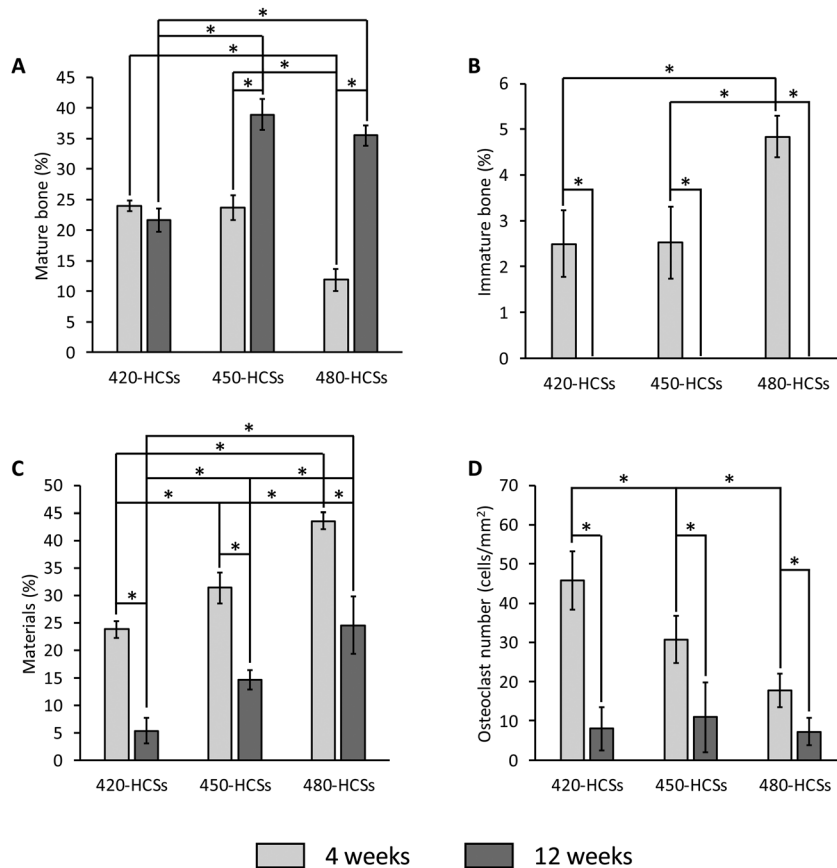 A
Mature bone (%)
45
40
35
30
25
20
15
10
5
0
420-HCSs 450-HCSs 480-HCSs
* * * * * *
B
Immature bone (%)
6
5
4
3
2
1
0
420-HCSs 450-HCSs 480-HCSs
* * * * *
C
Materials (%)
50
45
40
35
30
25
20
15
10
5
0
420-HCSs 450-HCSs 480-HCSs
* * * * * * * * *
D
Osteoclast number (cells/mm²)
70
60
50
40
30
20
10
0
420-HCSs 450-HCSs 480-HCSs
* * * * *
4 weeks 12 weeks